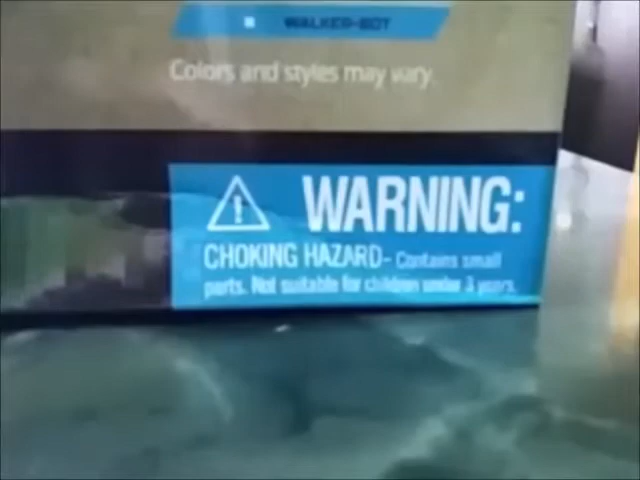 WALKER-BOT
Colors and styles may vary.
WARNING:
CHOKING HAZARD- Contains small
parts. Not suitable for children under 3 years.